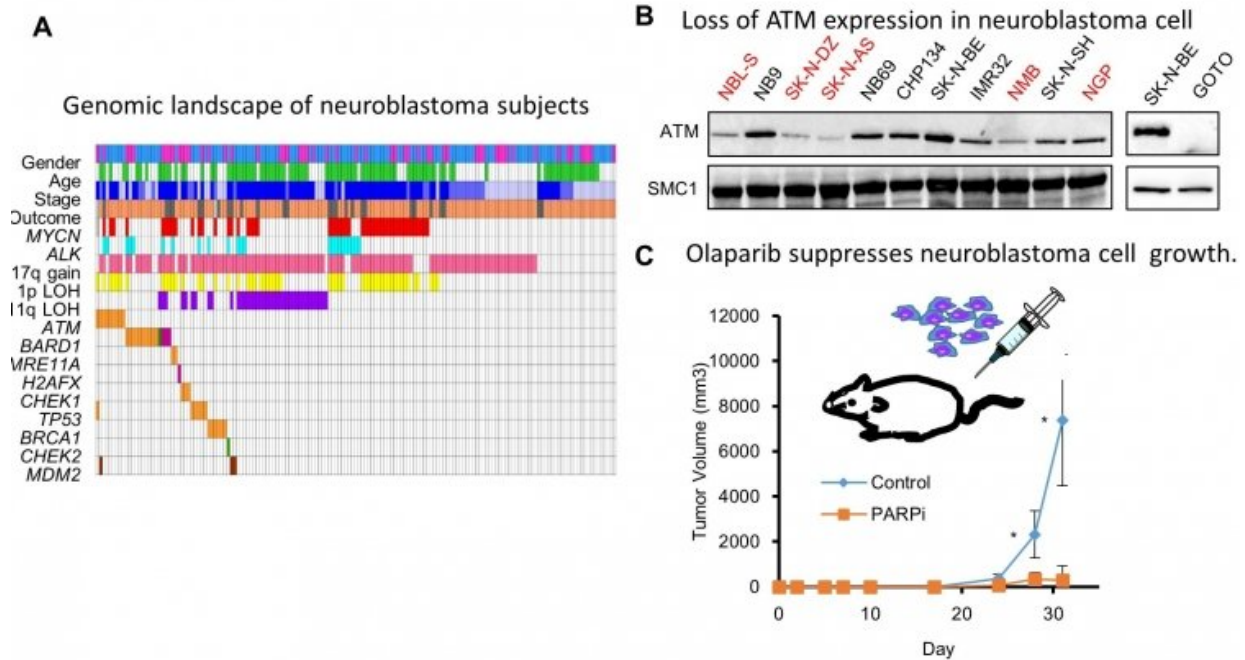 A
Genomic landscape of neuroblastoma subjects
Gender
Age
Stage
Outcome
MYCN
ALK
17q gain
1p LOH
11q LOH
ATM
BARD1
MRE11A
H2AFX
CHEK1
TP53
BRCA1
CHEK2
MDM2
B
Loss of ATM expression in neuroblastoma cell
NBL-S NB9 SK-N-DZ SK-N-AS NB69 CHP134 SK-N-BE IMR32 NMB SK-N-SH NGP SK-N-BE GOTO
ATM
SMC1
C
Olaparib suppresses neuroblastoma cell growth.
Tumor Volume (mm3)
12000
10000
8000
6000
4000
2000
0
*
*
Control
PARPi
0 10 20 30
Day